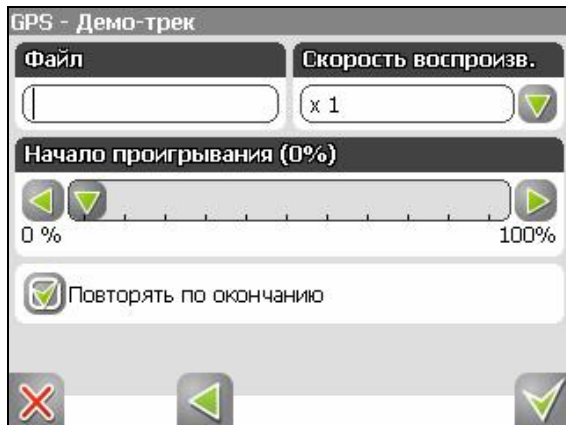 GPS - Демо-трек
Файл
Скорость воспроизв.
x 1
Начало проигрывания (0%)
0 %
100%
Повторять по окончанию